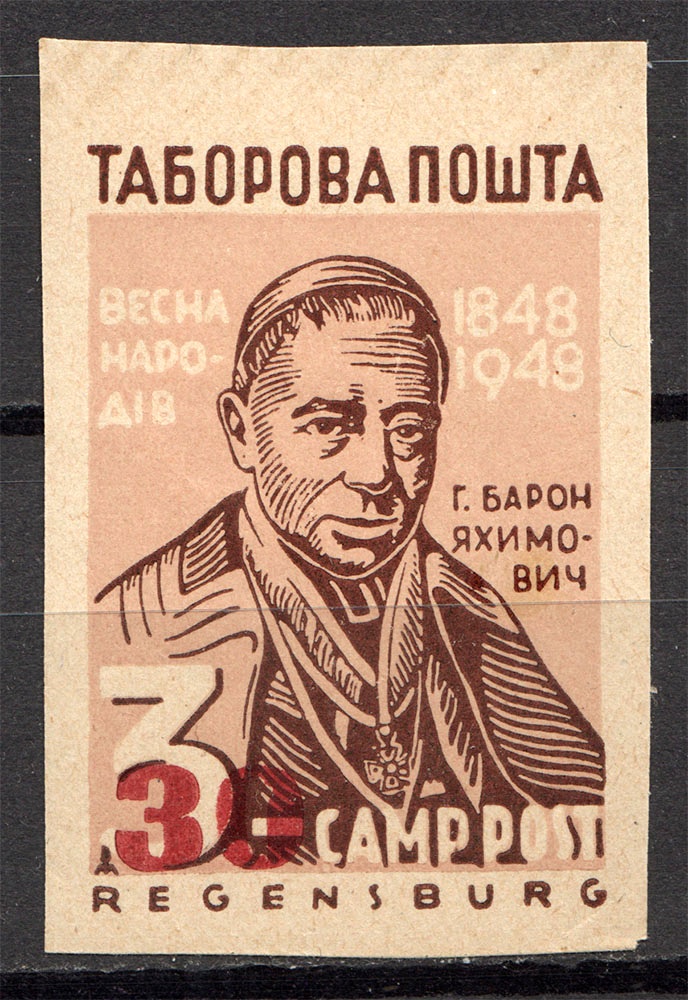 ТАБОРОВА ПОШТА
ВЕСНА
НАРО-
ДІВ
1848
1948
Г. БАРОН
ЯХИМО-
ВИЧ
3
3.-
CAMP POST
REGENSBURG